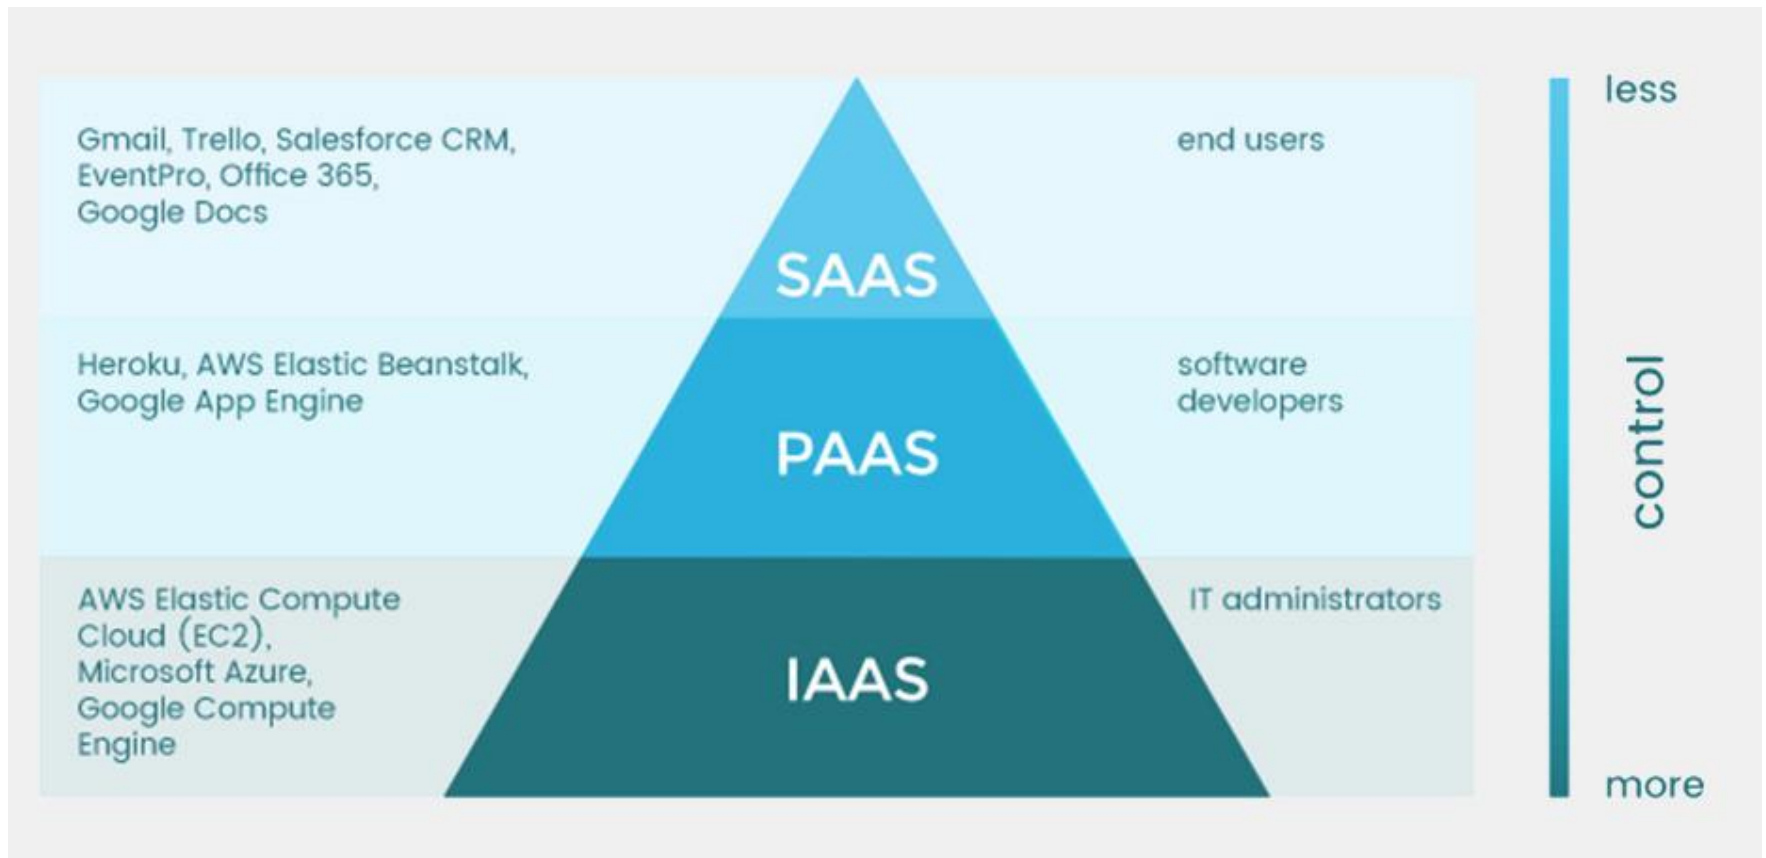 less
Gmail, Trello, Salesforce CRM,
EventPro, Office 365,
Google Docs
end users
SAAS
Heroku, AWS Elastic Beanstalk,
Google App Engine
software
developers
PAAS
control
AWS Elastic Compute
Cloud (EC2),
Microsoft Azure,
Google Compute
Engine
IT administrators
IAAS
more